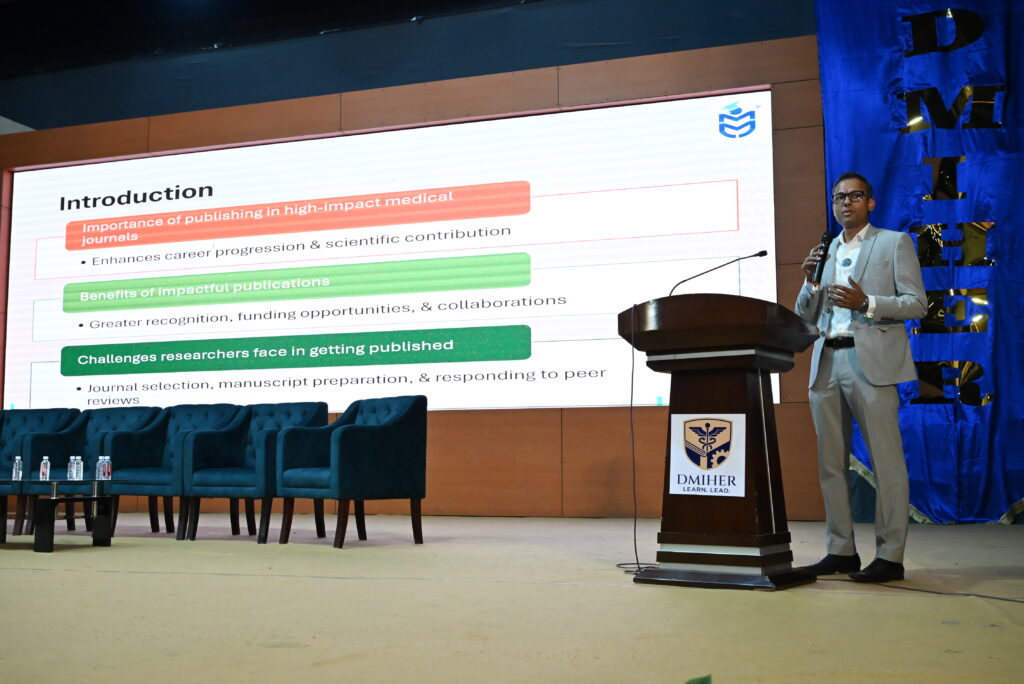 Introduction
Importance of publishing in high-impact medical
journals
• Enhances career progression & scientific contribution
Benefits of impactful publications
• Greater recognition, funding opportunities, & collaborations
Challenges researchers face in getting published
• Journal selection, manuscript preparation, & responding to peer
reviews
DMIHER
LEARN. LEAD.
D
M
I
H
E
R